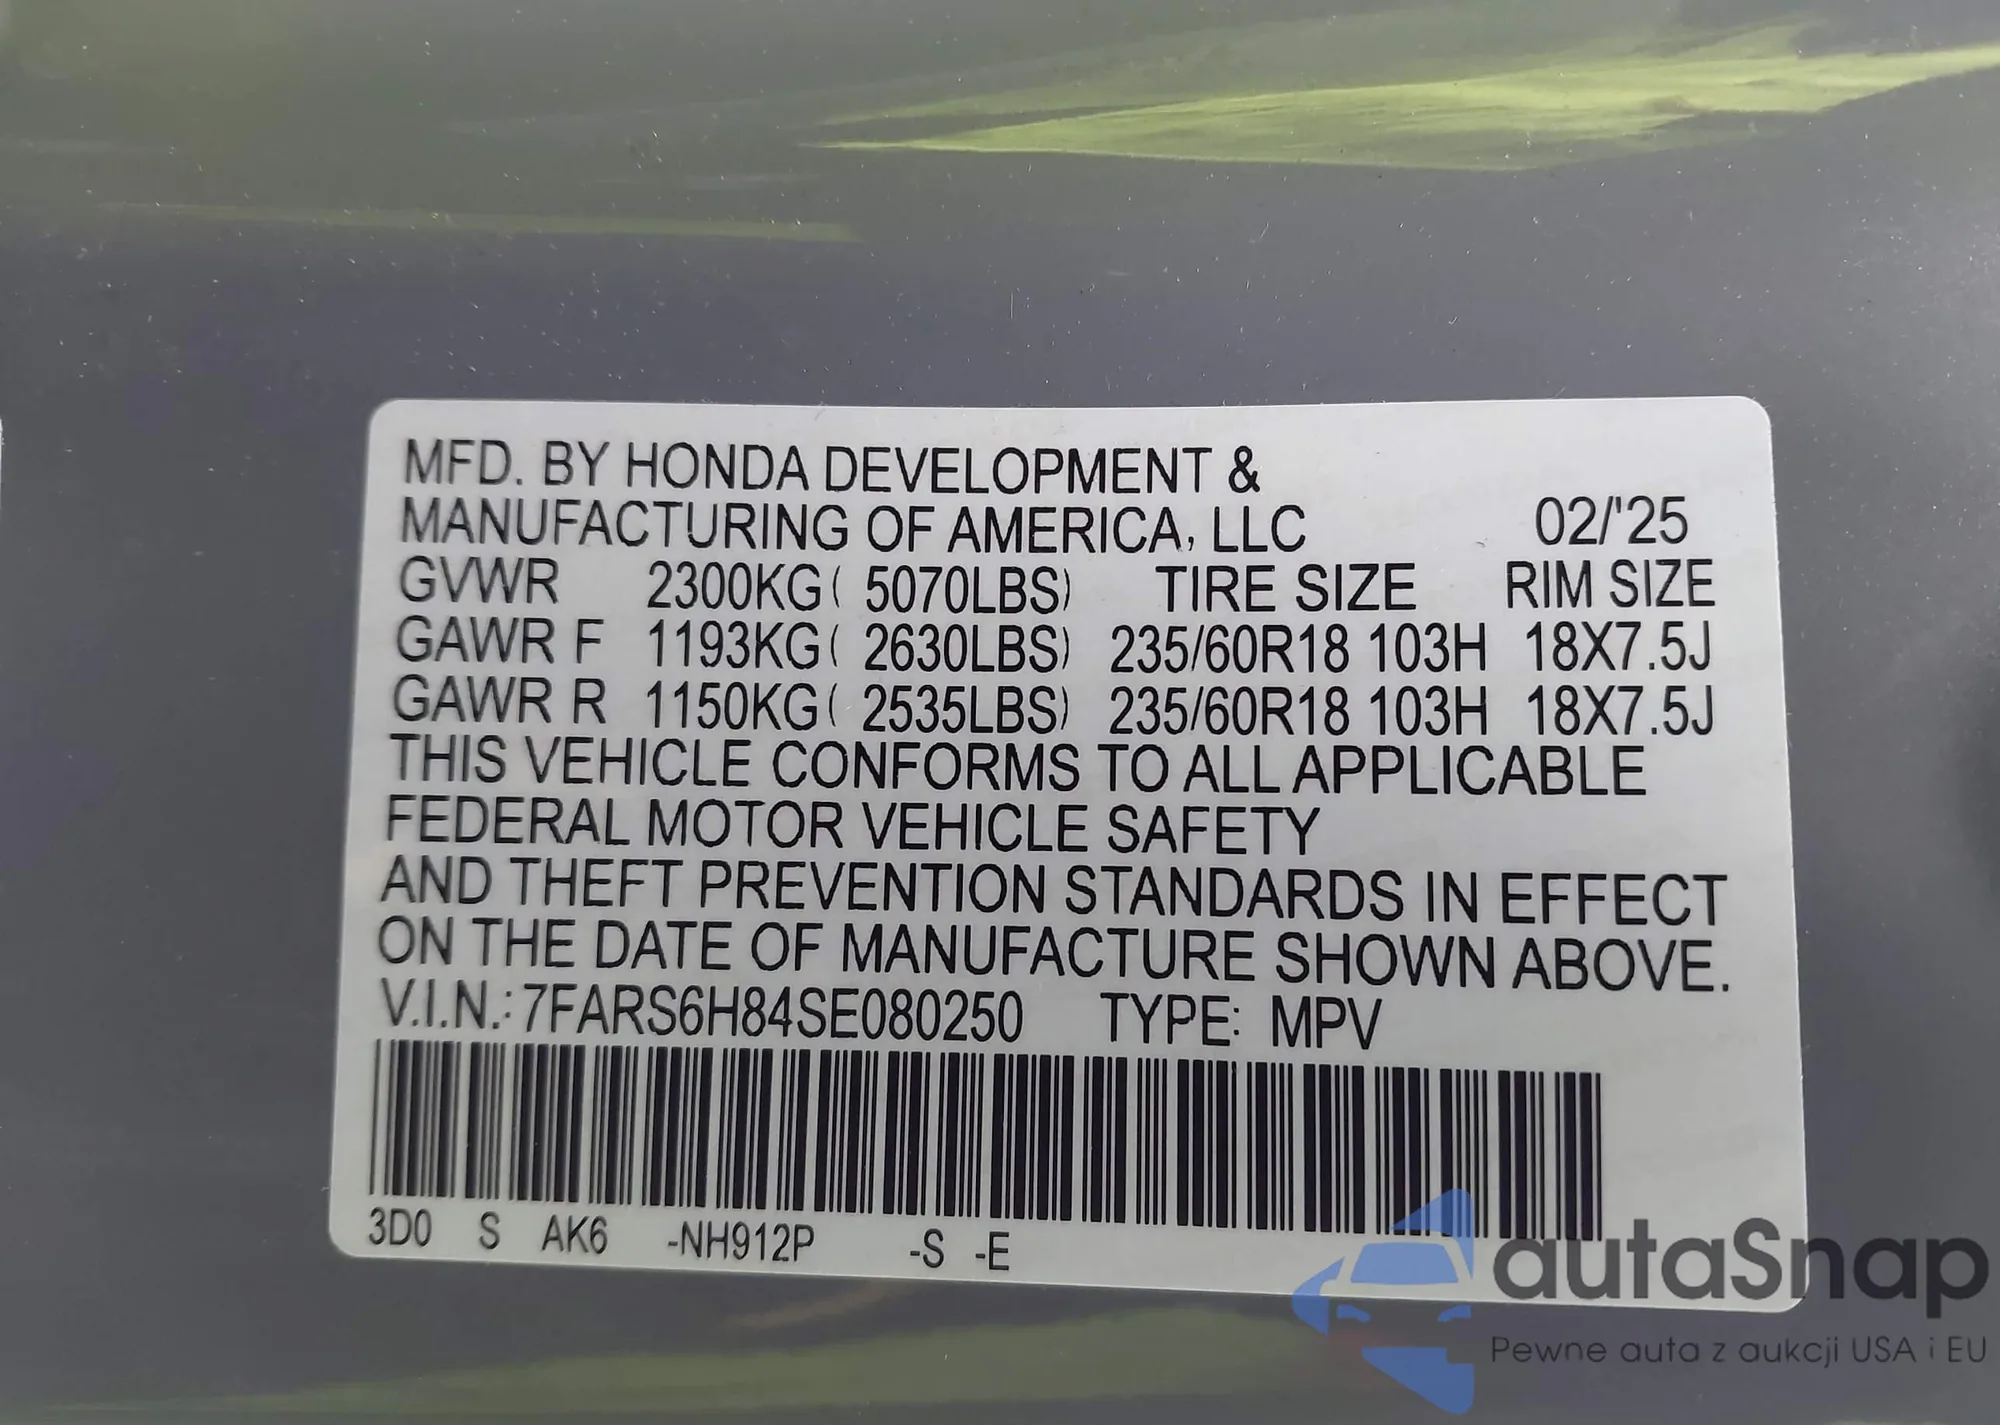 MFD. BY HONDA DEVELOPMENT &
MANUFACTURING OF AMERICA, LLC 02/'25
GVWR 2300KG( 5070LBS) TIRE SIZE RIM SIZE
GAWR F 1193KG( 2630LBS) 235/60R18 103H 18X7.5J
GAWR R 1150KG( 2535LBS) 235/60R18 103H 18X7.5J
THIS VEHICLE CONFORMS TO ALL APPLICABLE
FEDERAL MOTOR VEHICLE SAFETY
AND THEFT PREVENTION STANDARDS IN EFFECT
ON THE DATE OF MANUFACTURE SHOWN ABOVE.
V.I.N.: 7FARS6H84SE080250 TYPE: MPV
3D0 S AK6 -NH912P -S -E
autaSnap
Pewne auta z aukcji USA i EU